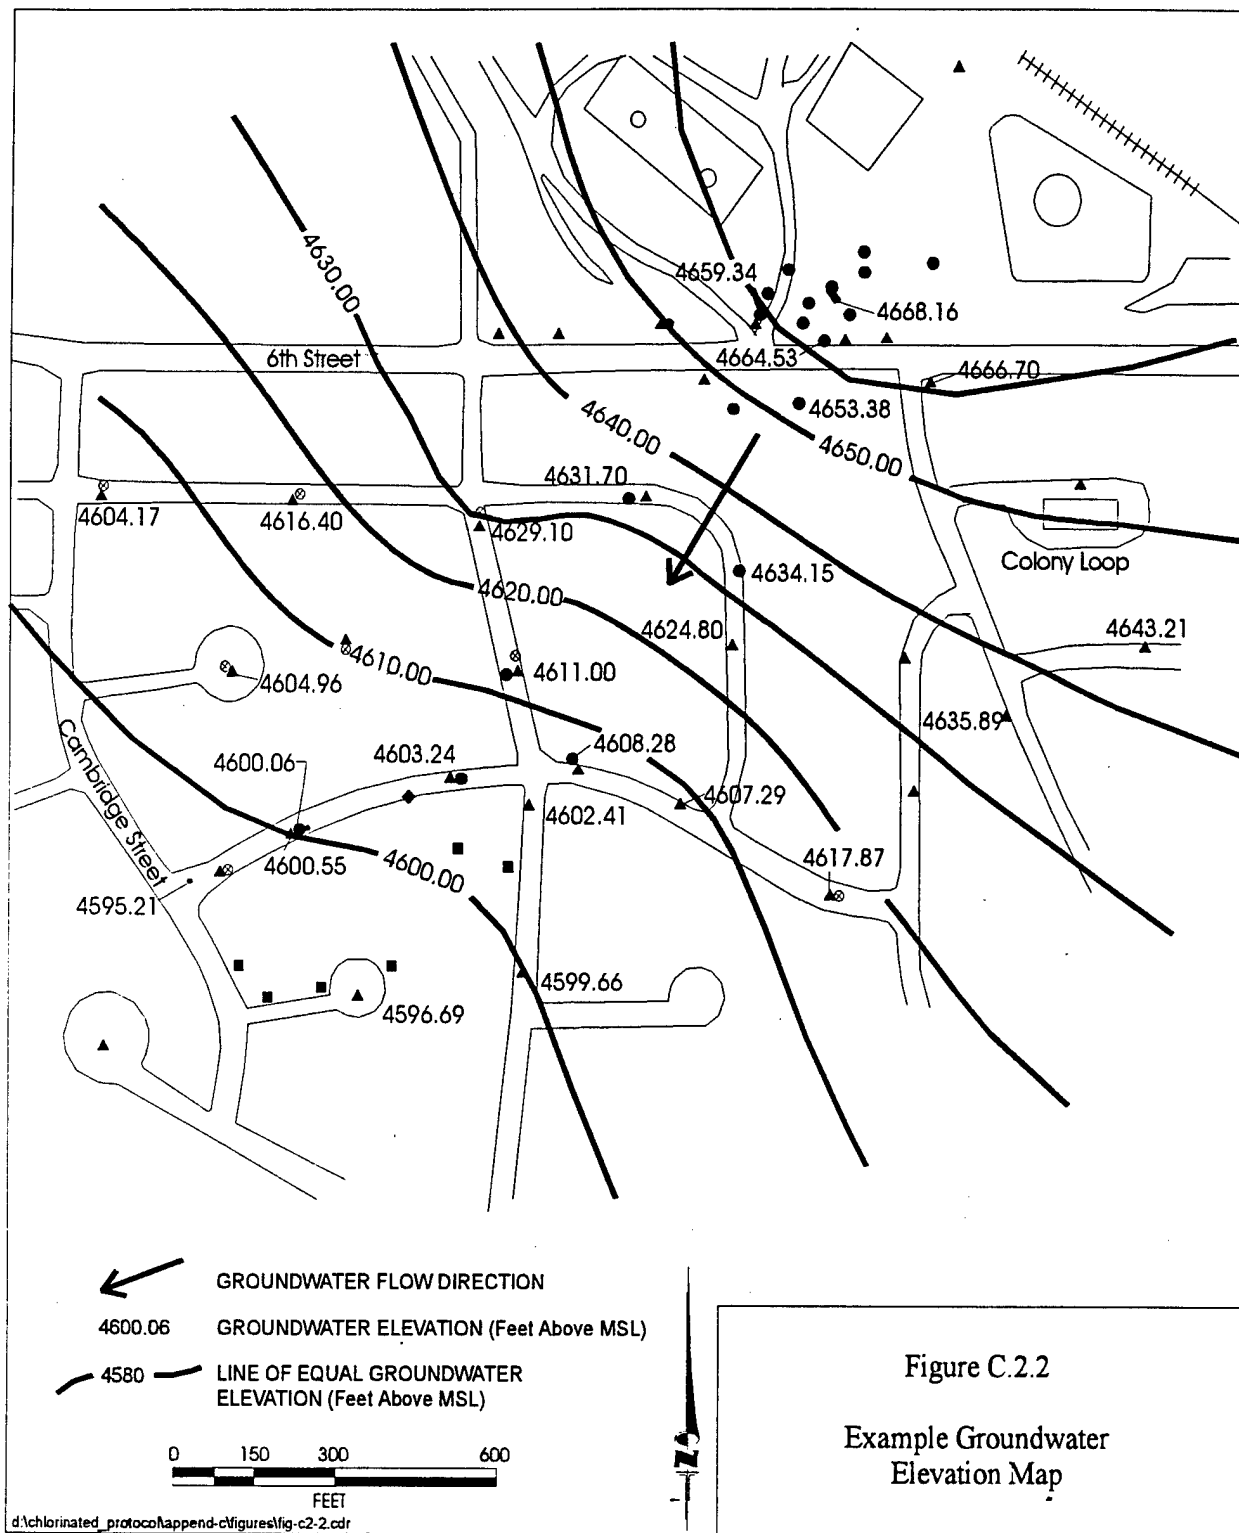 4630.00
4659.34
4668.16
6th Street
4664.53
4666.70
4653.38
4640.00
4650.00
4631.70
4604.17
4616.40
4629.10
Colony Loop
4634.15
4620.00
4624.80
4643.21
4610.00
4611.00
4604.96
4635.89
Cambridge Street
4608.28
4603.24
4600.06
4607.29
4602.41
4600.55
4600.00
4617.87
4595.21
4599.66
4596.69
GROUNDWATER FLOW DIRECTION
4600.06 GROUNDWATER ELEVATION (Feet Above MSL)
4580 LINE OF EQUAL GROUNDWATER
ELEVATION (Feet Above MSL)
0 150 300 600
FEET
N
Figure C.2.2
Example Groundwater
Elevation Map
d:\chlorinated_protocol\append-c\figures\fig-c2-2.cdr